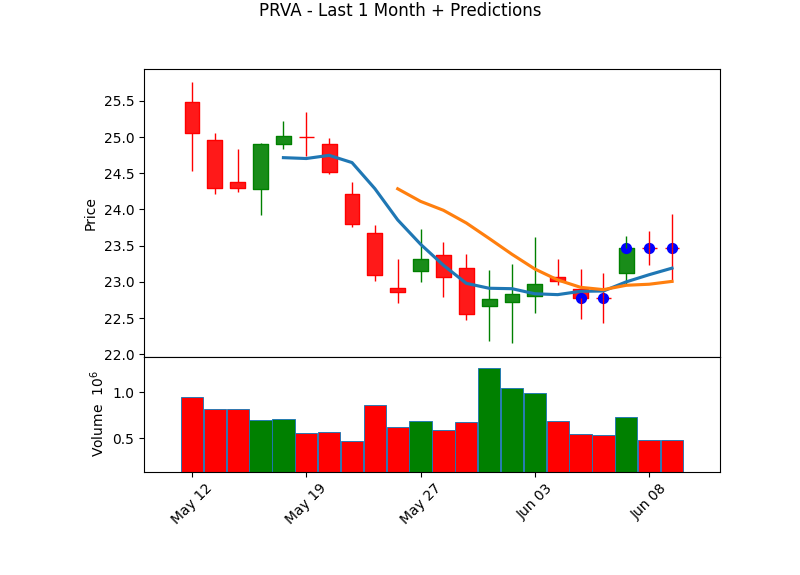 PRVA - Last 1 Month + Predictions
25.5
25.0
24.5
24.0
23.5
23.0
22.5
22.0
Price
1.0
0.5
Volume 10^6
May 12
May 19
May 27
Jun 03
Jun 08